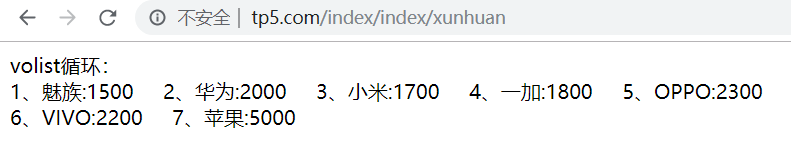 不安全 | tp5.com/index/index/xunhuan
volist循环：
1、魅族:1500 2、华为:2000 3、小米:1700 4、一加:1800 5、OPPO:2300
6、VIVO:2200 7、苹果:5000